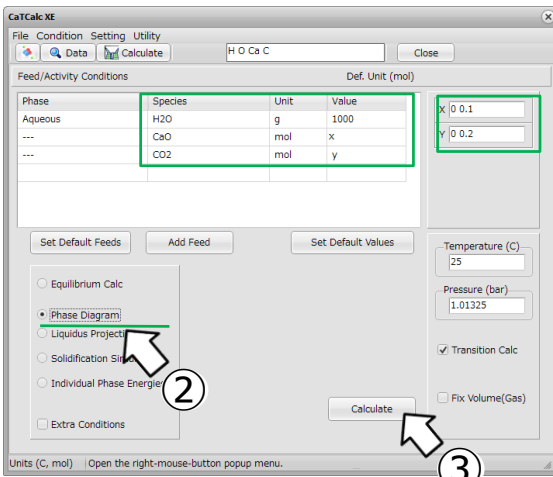 CaTCalc XE
File Condition Setting Utility
Data Calculate H O Ca C Close
Feed/Activity Conditions Def. Unit (mol)
Phase Species Unit Value
Aqueous H2O g 1000
--- CaO mol x
--- CO2 mol y
X 0 0.1
Y 0 0.2
Set Default Feeds Add Feed Set Default Values
Temperature (C)
25
Pressure (bar)
1.01325
Equilibrium Calc
Phase Diagram
Liquidus Projecti
Solidification Sim
Individual Phase Energies
Extra Conditions
Transition Calc
Fix Volume(Gas)
Calculate
2
3
Units (C, mol) Open the right-mouse-button popup menu.